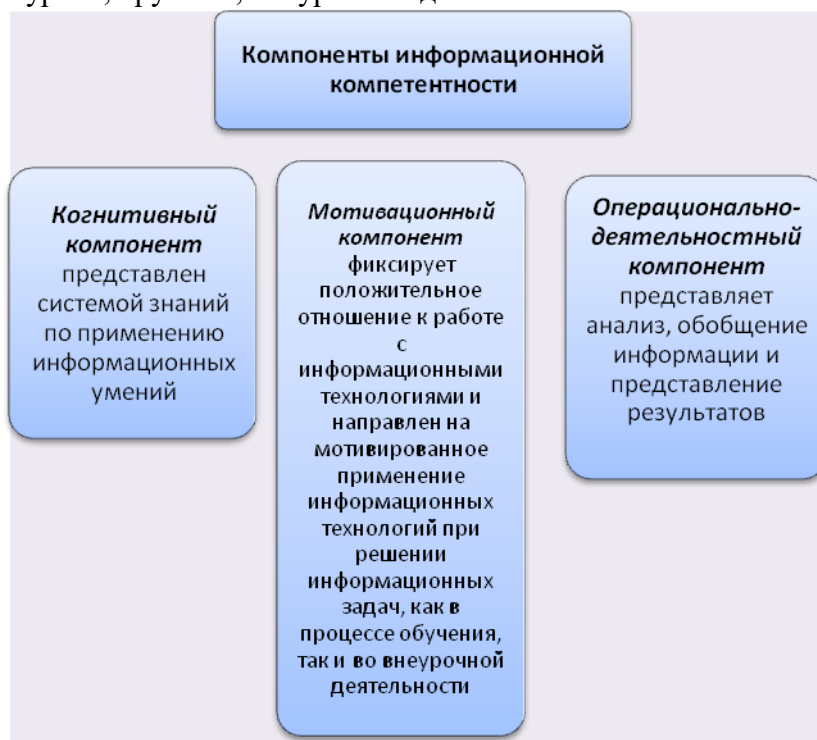 Компоненты информационной
компетентности
Когнитивный
компонент
представлен
системой знаний
по применению
информационных
умений
Мотивационный
компонент
фиксирует
положительное
отношение к работе
с
информационными
технологиями и
направлен на
мотивированное
применение
информационных
технологий при
решении
информационных
задач, как в
процессе обучения,
так и во внеурочной
деятельности
Операционально-
деятельностный
компонент
представляет
анализ, обобщение
информации и
представление
результатов